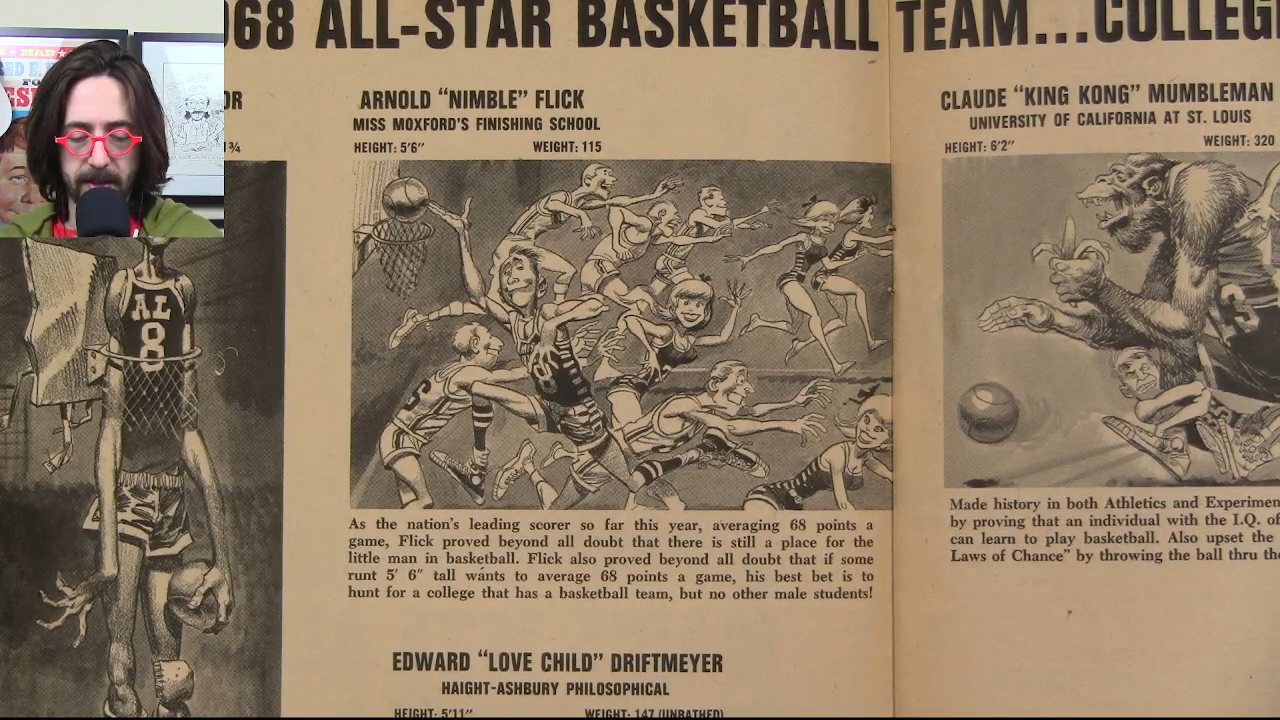 968 ALL-STAR BASKETBALL TEAM...COLLEG
MAD
OR
1¾
ARNOLD “NIMBLE” FLICK
MISS MOXFORD'S FINISHING SCHOOL
HEIGHT: 5'6" WEIGHT: 115
AL
8
As the nation's leading scorer so far this year, averaging 68 points a
game, Flick proved beyond all doubt that there is still a place for the
little man in basketball. Flick also proved beyond all doubt that if some
runt 5' 6" tall wants to average 68 points a game, his best bet is to
hunt for a college that has a basketball team, but no other male students!
EDWARD “LOVE CHILD” DRIFTMEYER
HAIGHT-ASHBURY PHILOSOPHICAL
HEIGHT: 5'11" WEIGHT: 147 (UNBATHED)
CLAUDE “KING KONG” MUMBLEMAN
UNIVERSITY OF CALIFORNIA AT ST. LOUIS
HEIGHT: 6'2" WEIGHT: 320
Made history in both Athletics and Experimen
by proving that an individual with the I.Q. of
can learn to play basketball. Also upset the
Laws of Chance” by throwing the ball thru the